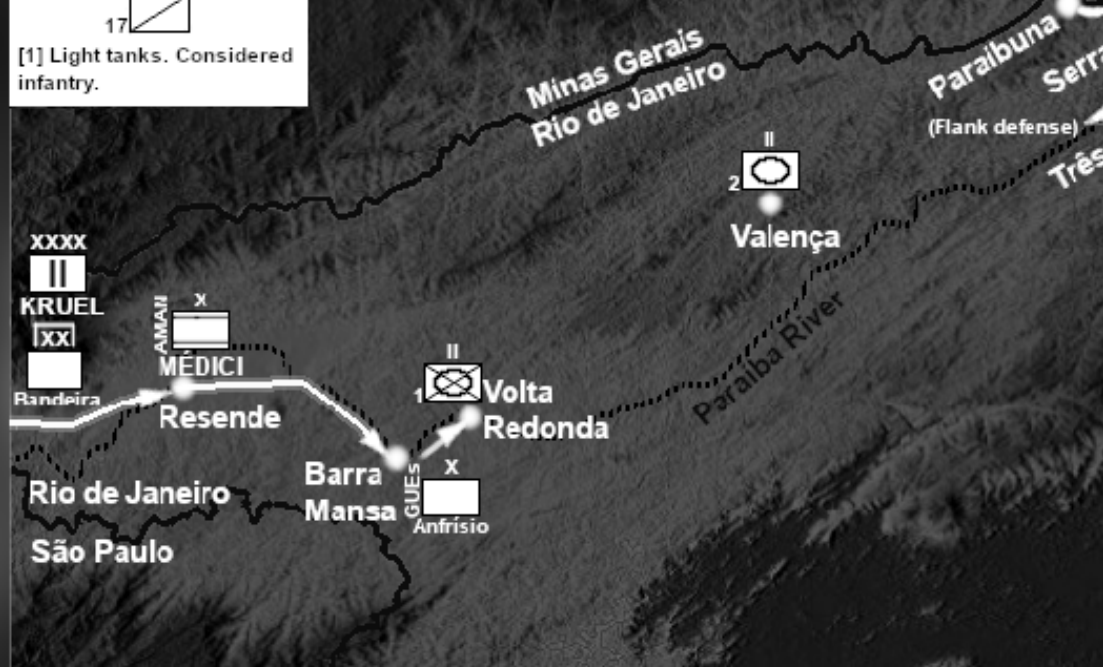 17
[1] Light tanks. Considered
infantry.
Minas Gerais
Rio de Janeiro
Paraibuna
Serra
(Flank defense)
Três
II
2
Valença
XXXX
II
KRUEL
XX
Bandeira
AMAN
X
MÉDICI
Resende
II
1
Volta
Redonda
Paraíba River
Barra
Mansa
GUEs
X
Anfrísio
Rio de Janeiro
São Paulo